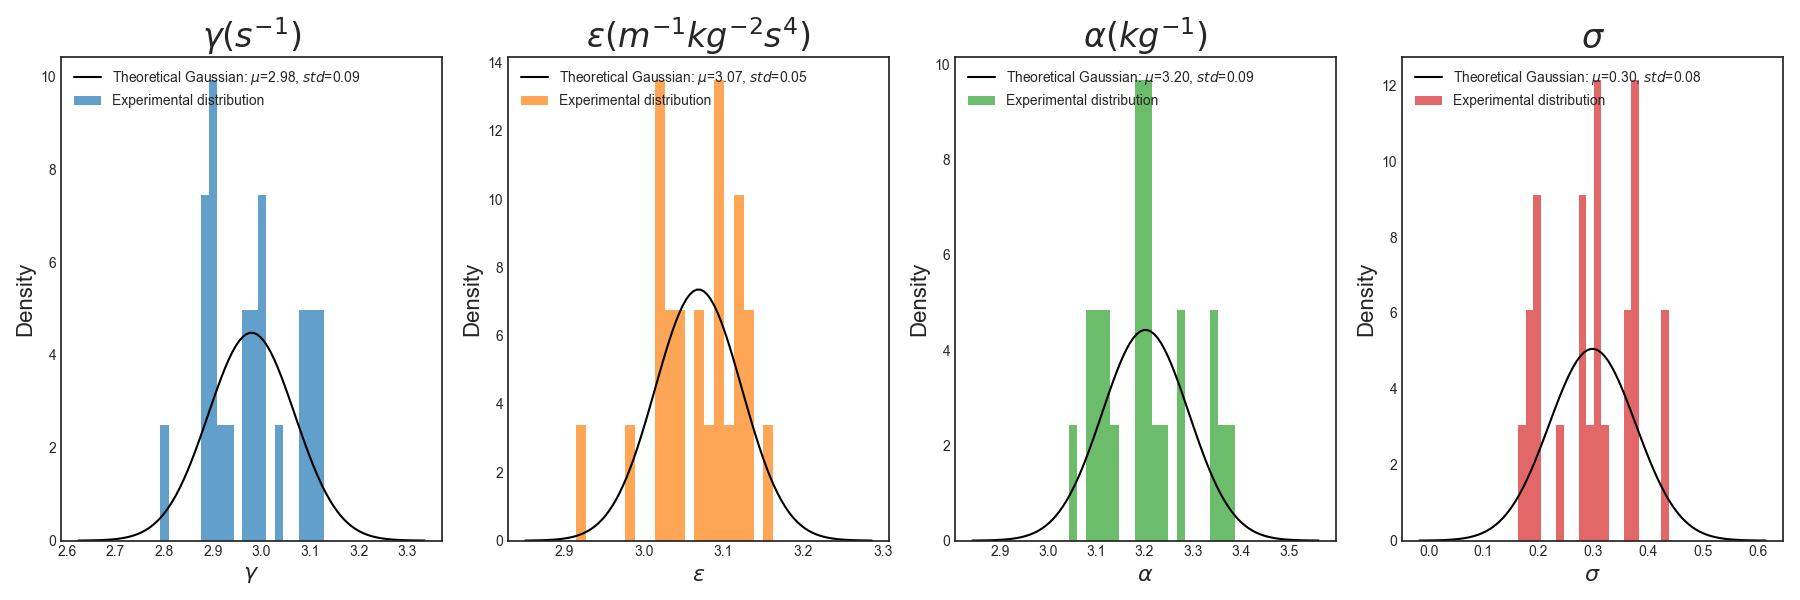 γ(s⁻¹)
Theoretical Gaussian: μ=2.98, std=0.09
Experimental distribution
Density
10
8
6
4
2
0
2.6 2.7 2.8 2.9 3.0 3.1 3.2 3.3
γ
ε(m⁻¹kg⁻²s⁴)
Theoretical Gaussian: μ=3.07, std=0.05
Experimental distribution
Density
14
12
10
8
6
4
2
0
2.9 3.0 3.1 3.2 3.3
ε
α(kg⁻¹)
Theoretical Gaussian: μ=3.20, std=0.09
Experimental distribution
Density
10
8
6
4
2
0
2.9 3.0 3.1 3.2 3.3 3.4 3.5
α
σ
Theoretical Gaussian: μ=0.30, std=0.08
Experimental distribution
Density
12
10
8
6
4
2
0
0.0 0.1 0.2 0.3 0.4 0.5 0.6
σ